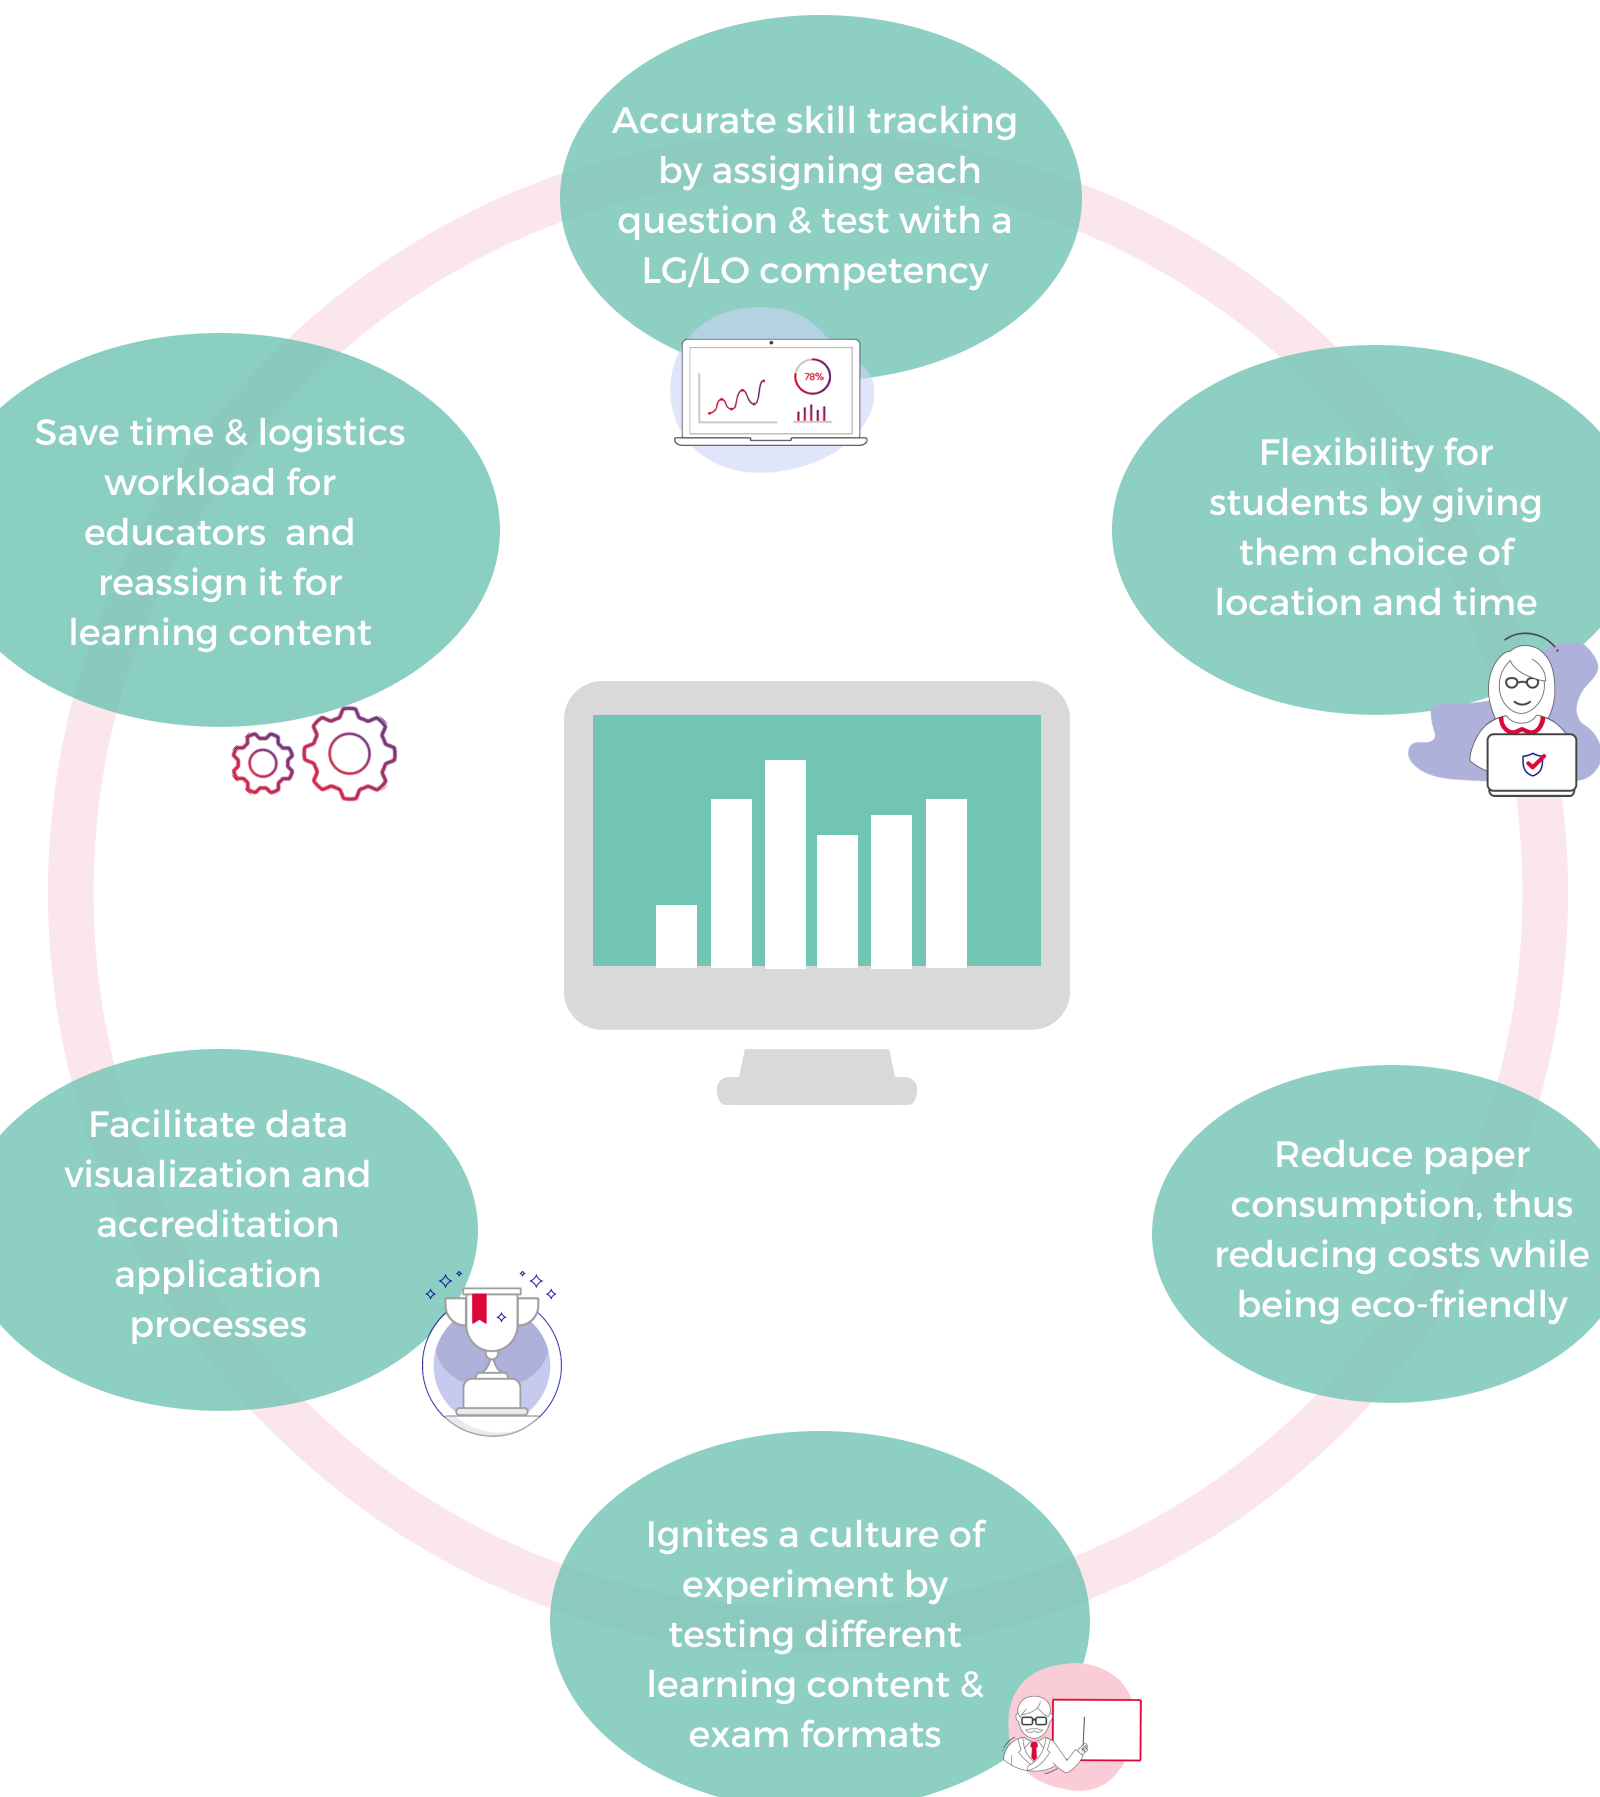 Accurate skill tracking
by assigning each
question & test with a
LG/LO competency
78%
Flexibility for
students by giving
them choice of
location and time
Reduce paper
consumption, thus
reducing costs while
being eco-friendly
Ignites a culture of
experiment by
testing different
learning content &
exam formats
Facilitate data
visualization and
accreditation
application
processes
Save time & logistics
workload for
educators  and
reassign it for
learning content